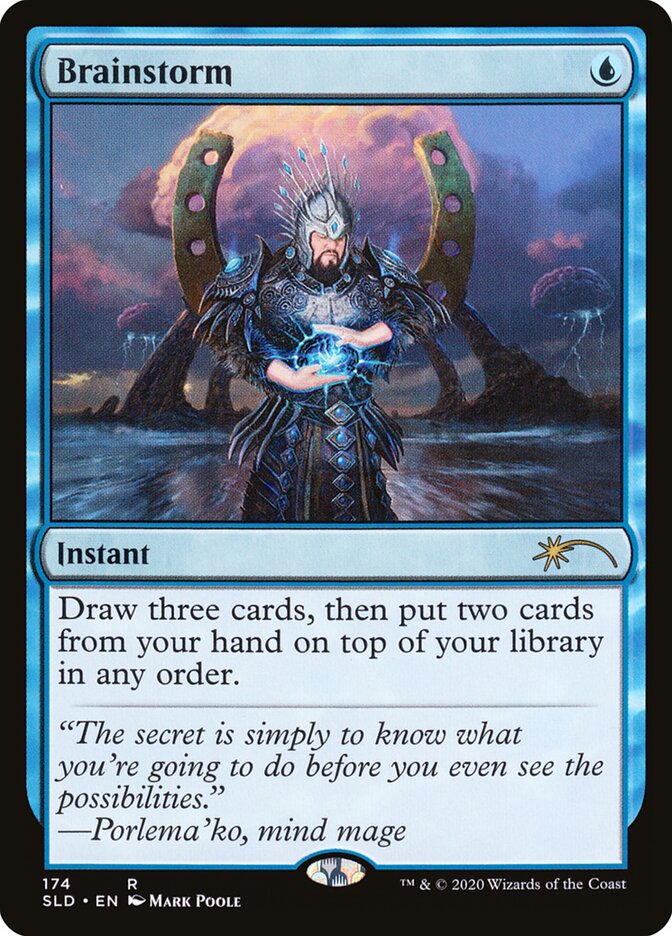 Brainstorm
Instant
Draw three cards, then put two cards
from your hand on top of your library
in any order.
“The secret is simply to know what
you’re going to do before you even see the
possibilities.”
—Porlema’ko, mind mage
174 R
SLD • EN Mark Poole
™ & © 2020 Wizards of the Coast